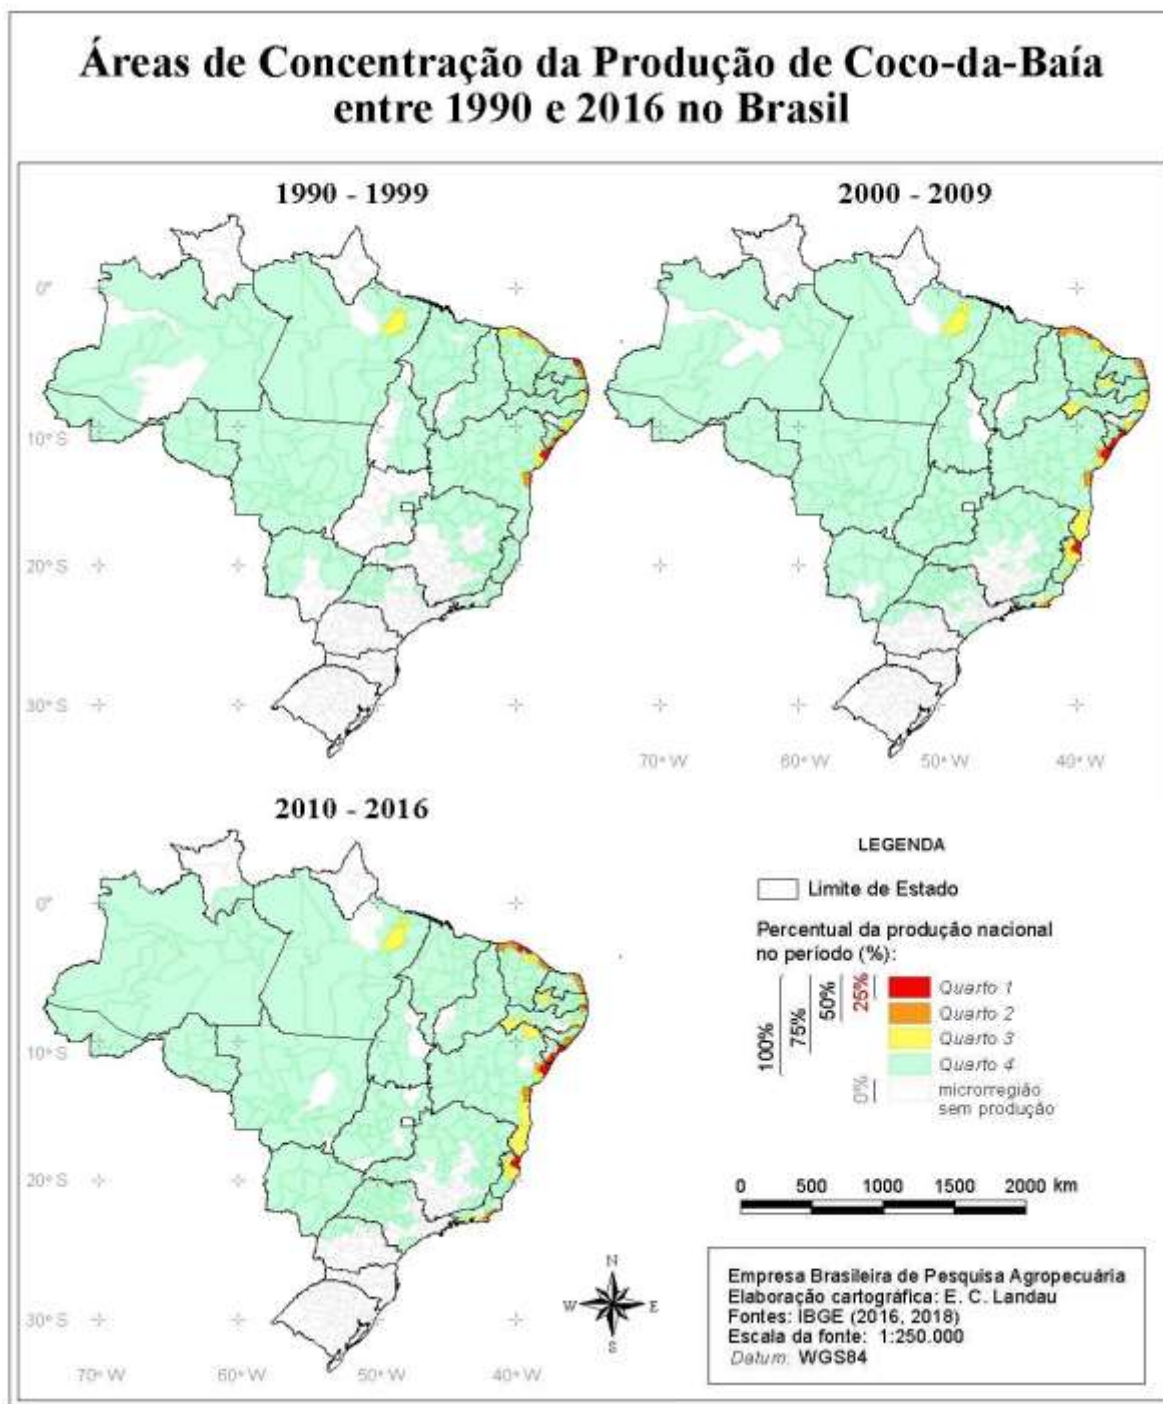 Áreas de Concentração da Produção de Coco-da-Baía
entre 1990 e 2016 no Brasil
1990 - 1999
2000 - 2009
0°
10° S
20° S
30° S
70° W
60° W
50° W
40° W
2010 - 2016
0°
10° S
20° S
30° S
70° W
60° W
50° W
40° W
LEGENDA
Limite de Estado
Percentual da produção nacional
no período (%):
100%
75%
50%
25%
0%
Quarto 1
Quarto 2
Quarto 3
Quarto 4
microrregião
sem produção
0 500 1000 1500 2000 km
N
W E
S
Empresa Brasileira de Pesquisa Agropecuária
Elaboração cartográfica: E. C. Landau
Fontes: IBGE (2016, 2018)
Escala da fonte: 1:250.000
Datum: WGS84